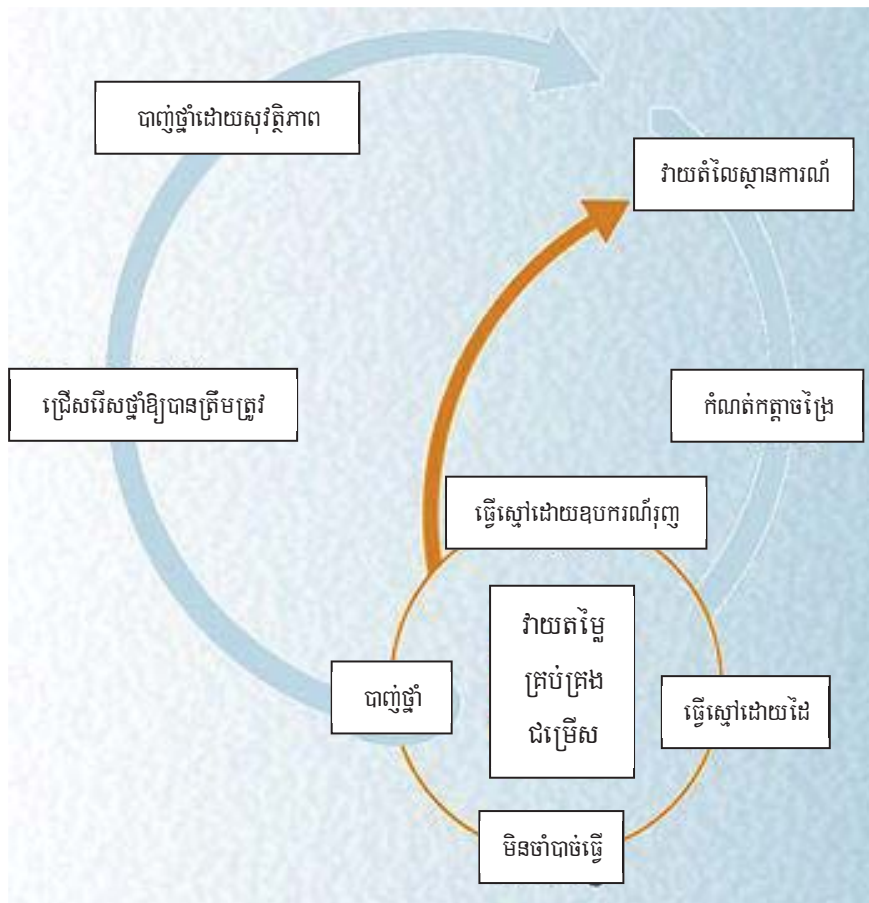 បាញ់ថ្នាំដោយសុវត្ថិភាព
វាយតំលៃស្ថានការណ៍
ជ្រើសរើសថ្នាំឱ្យបានត្រឹមត្រូវ
កំណត់កត្តាចង្រៃ
ធ្វើស្មៅដោយឧបករណ៍រុញ
វាយតម្លៃ
គ្រប់គ្រង
ជម្រើស
បាញ់ថ្នាំ
ធ្វើស្មៅដោយដៃ
មិនចាំបាច់ធ្វើ